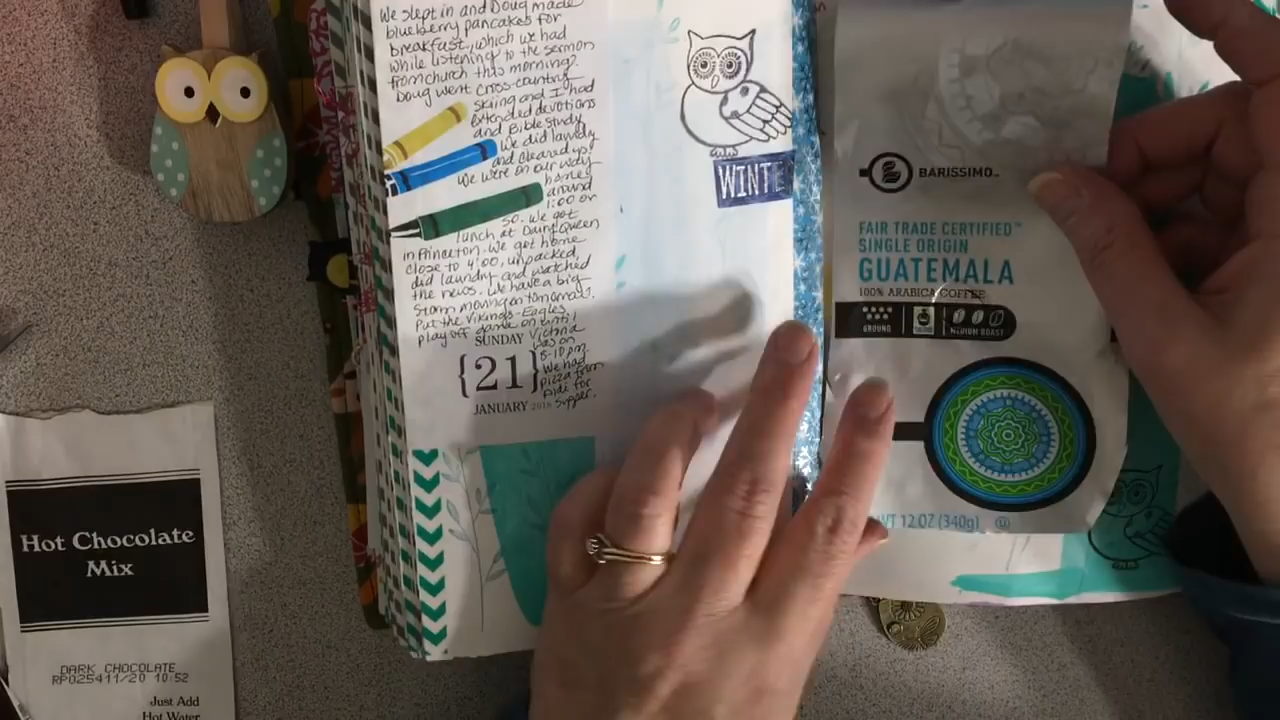 We slept in and Doug made
blueberry pancakes for
breakfast, which we had
while listening to the sermon
from church this morning.
Doug went cross-country
skiing and I had
extended devotions
and Bible study
We did laundry
and cleaned up.
We were on our way
home
around
1:00 or
so. We got
lunch at Dairy Queen
in Princeton. We got home
close to 4:00, unpacked,
did laundry and watched
the news. We have a big
storm moving in tomorrow.
Put the Vikings-Eagles
play off game on until
Victoria
was on
5-10 pm.
We had
pizza from
Aldi for
supper.
SUNDAY
{21}
JANUARY 2018
WINTE
BARISSIMO™
FAIR TRADE CERTIFIED™
SINGLE ORIGIN
GUATEMALA
100% ARABICA COFFEE
GROUND
MEDIUM ROAST
WT 12 OZ (340g)
Hot Chocolate
Mix
DARK CHOCOLATE
RP025411/20 10:52
Just Add
Hot Water